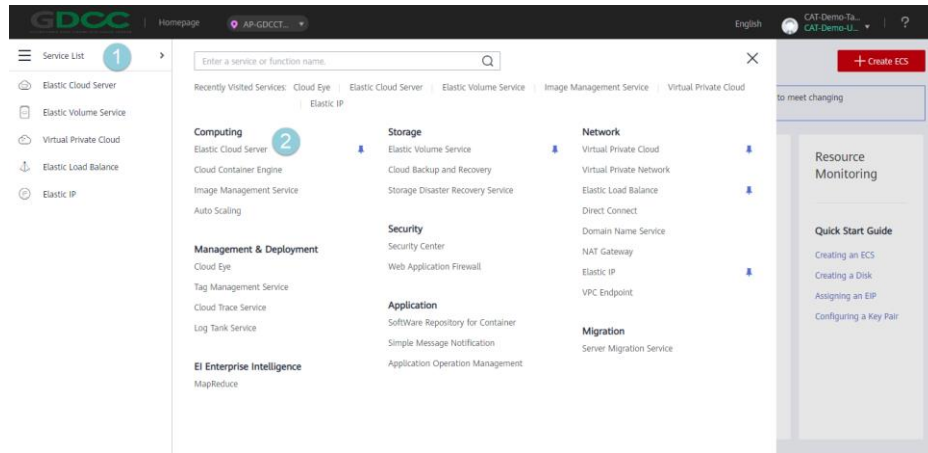 GDCC
Homepage
AP-GDCCT...
English
CAT-Demo-Ta...
CAT-Demo-U...
?
Service List
1
Elastic Cloud Server
Elastic Volume Service
Virtual Private Cloud
Elastic Load Balance
Elastic IP
Enter a service or function name.
Recently Visited Services: Cloud Eye | Elastic Cloud Server | Elastic Volume Service | Image Management Service | Virtual Private Cloud
| Elastic IP
Computing
Elastic Cloud Server
2
Cloud Container Engine
Image Management Service
Auto Scaling
Management & Deployment
Cloud Eye
Tag Management Service
Cloud Trace Service
Log Tank Service
EI Enterprise Intelligence
MapReduce
Storage
Elastic Volume Service
Cloud Backup and Recovery
Storage Disaster Recovery Service
Security
Security Center
Web Application Firewall
Application
SoftWare Repository for Container
Simple Message Notification
Application Operation Management
Network
Virtual Private Cloud
Virtual Private Network
Elastic Load Balance
Direct Connect
Domain Name Service
NAT Gateway
Elastic IP
VPC Endpoint
Migration
Server Migration Service
+ Create ECS
to meet changing
Resource
Monitoring
Quick Start Guide
Creating an ECS
Creating a Disk
Assigning an EIP
Configuring a Key Pair